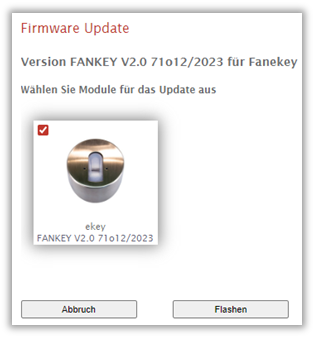 Firmware Update
Version FANKEY V2.0 71o12/2023 für Fanekey
Wählen Sie Module für das Update aus
ekey
FANKEY V2.0 71o12/2023
Abbruch
Flashen